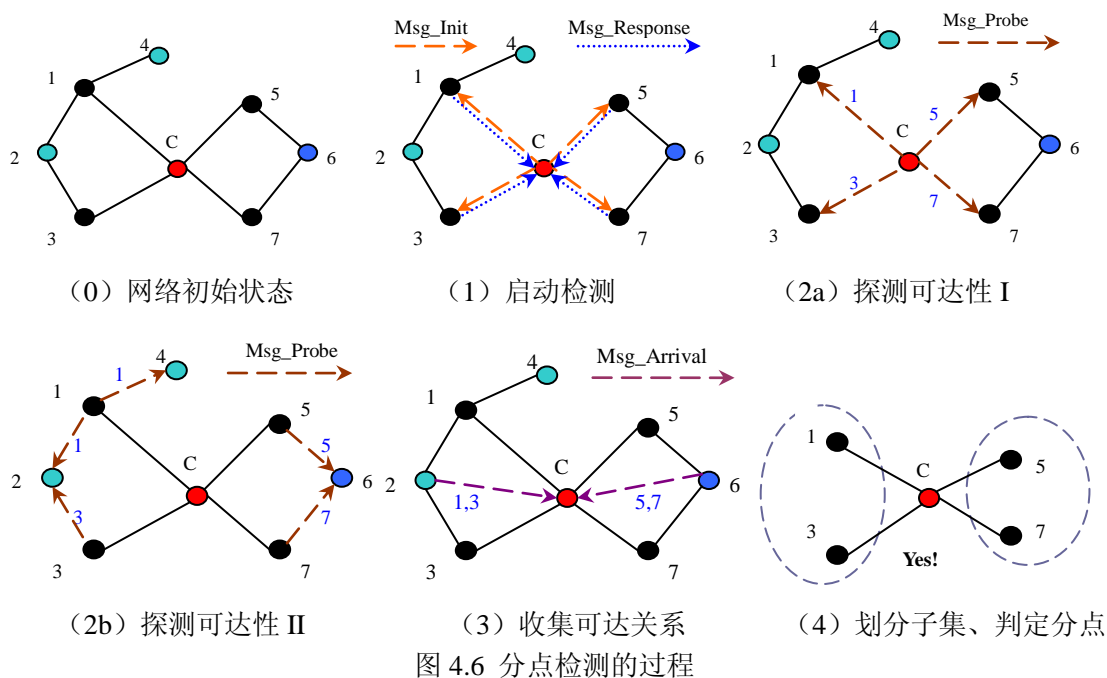 4
1
2
3
C
5
6
7
(0)网络初始状态
Msg_Init
Msg_Response
4
1
2
3
C
5
6
7
(1)启动检测
Msg_Probe
4
1
2
3
C
5
6
7
1
5
3
7
(2a)探测可达性 I
Msg_Probe
4
1
1
1
2
3
3
C
5
5
6
7
7
(2b)探测可达性 II
Msg_Arrival
4
1
2
3
C
5
6
7
1,3
5,7
(3)收集可达关系
1
3
C
5
7
Yes!
(4)划分子集、判定分点
图 4.6 分点检测的过程